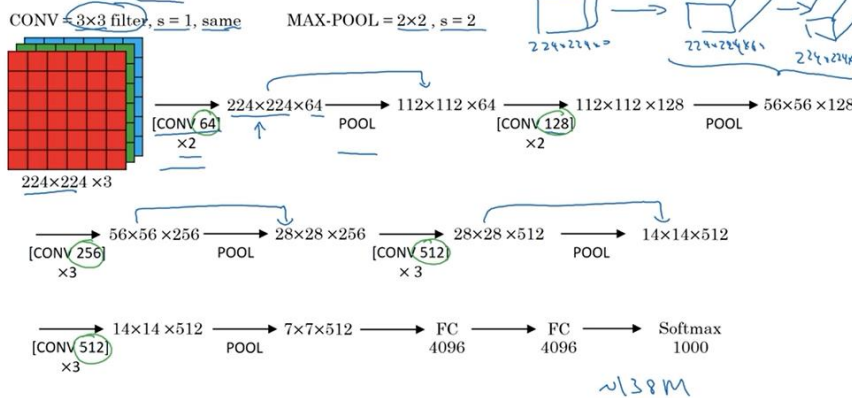 CONV = 3×3 filter, s = 1, same MAX-POOL = 2×2 , s = 2
224×224×3
224×224 ×3
[CONV 64]
×2
224×224×64
POOL
112×112 ×64
[CONV 128]
×2
112×112 ×128
POOL
56×56 ×128
[CONV 256]
×3
56×56 ×256
POOL
28×28 ×256
[CONV 512]
× 3
28×28 ×512
POOL
14×14×512
[CONV 512]
×3
14×14 ×512
POOL
7×7×512
FC
4096
FC
4096
Softmax
1000
~138M